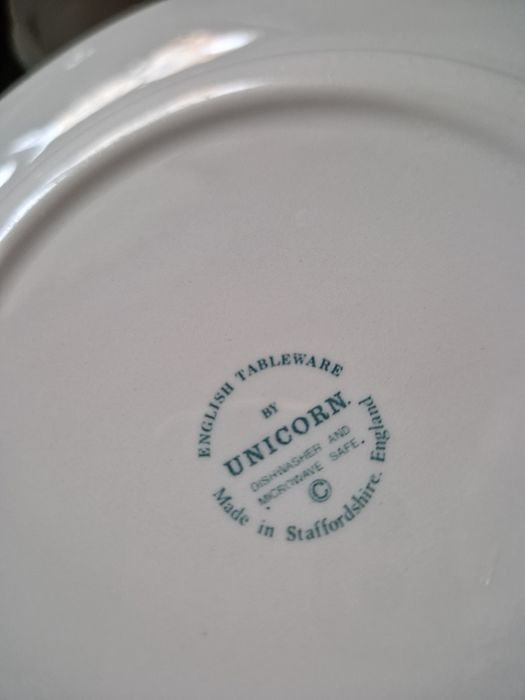 ENGLISH TABLEWARE
BY
UNICORN.
DISHWASHER AND
MICROWAVE SAFE.
©
Made in Staffordshire. England